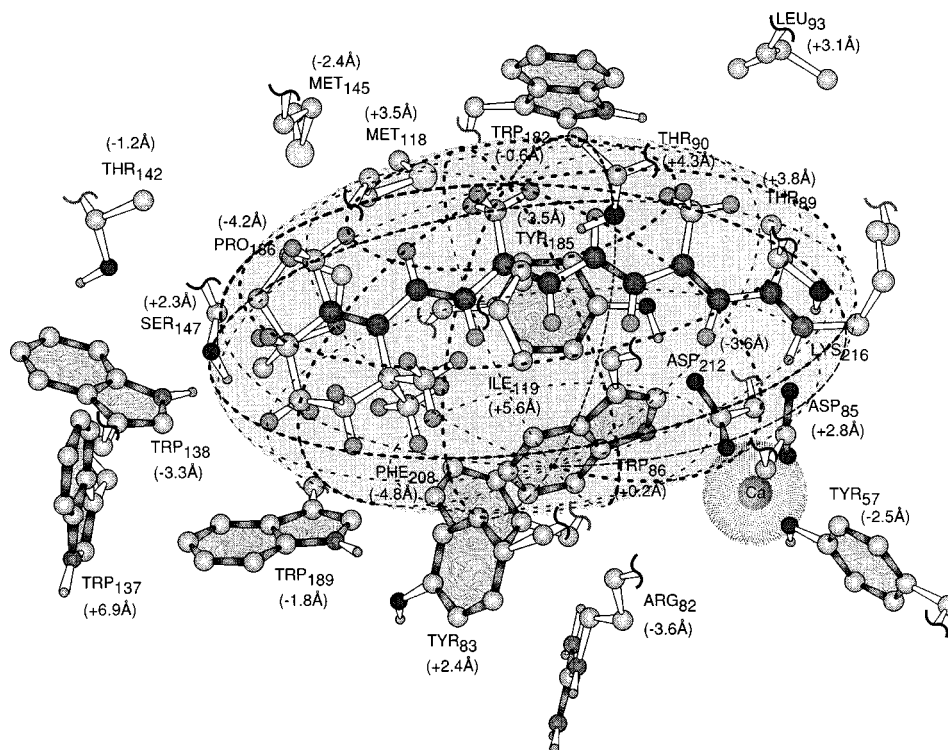 LEU93
(+3.1Å)
(-2.4Å)
MET145
(+3.5Å)
MET118
(-1.2Å)
THR142
TRP182
(-0.6Å)
THR90
(+4.3Å)
(+3.8Å)
THR89
(-4.2Å)
PRO186
(-3.5Å)
TYR185
(+2.3Å)
SER147
(-3.6Å)
ASP212
LYS216
ILE119
(+5.6Å)
ASP85
(+2.8Å)
TRP138
(-3.3Å)
PHE208
(-4.8Å)
TRP86
(+0.2Å)
Ca
TYR57
(-2.5Å)
TRP137
(+6.9Å)
TRP189
(-1.8Å)
TYR83
(+2.4Å)
ARG82
(-3.6Å)